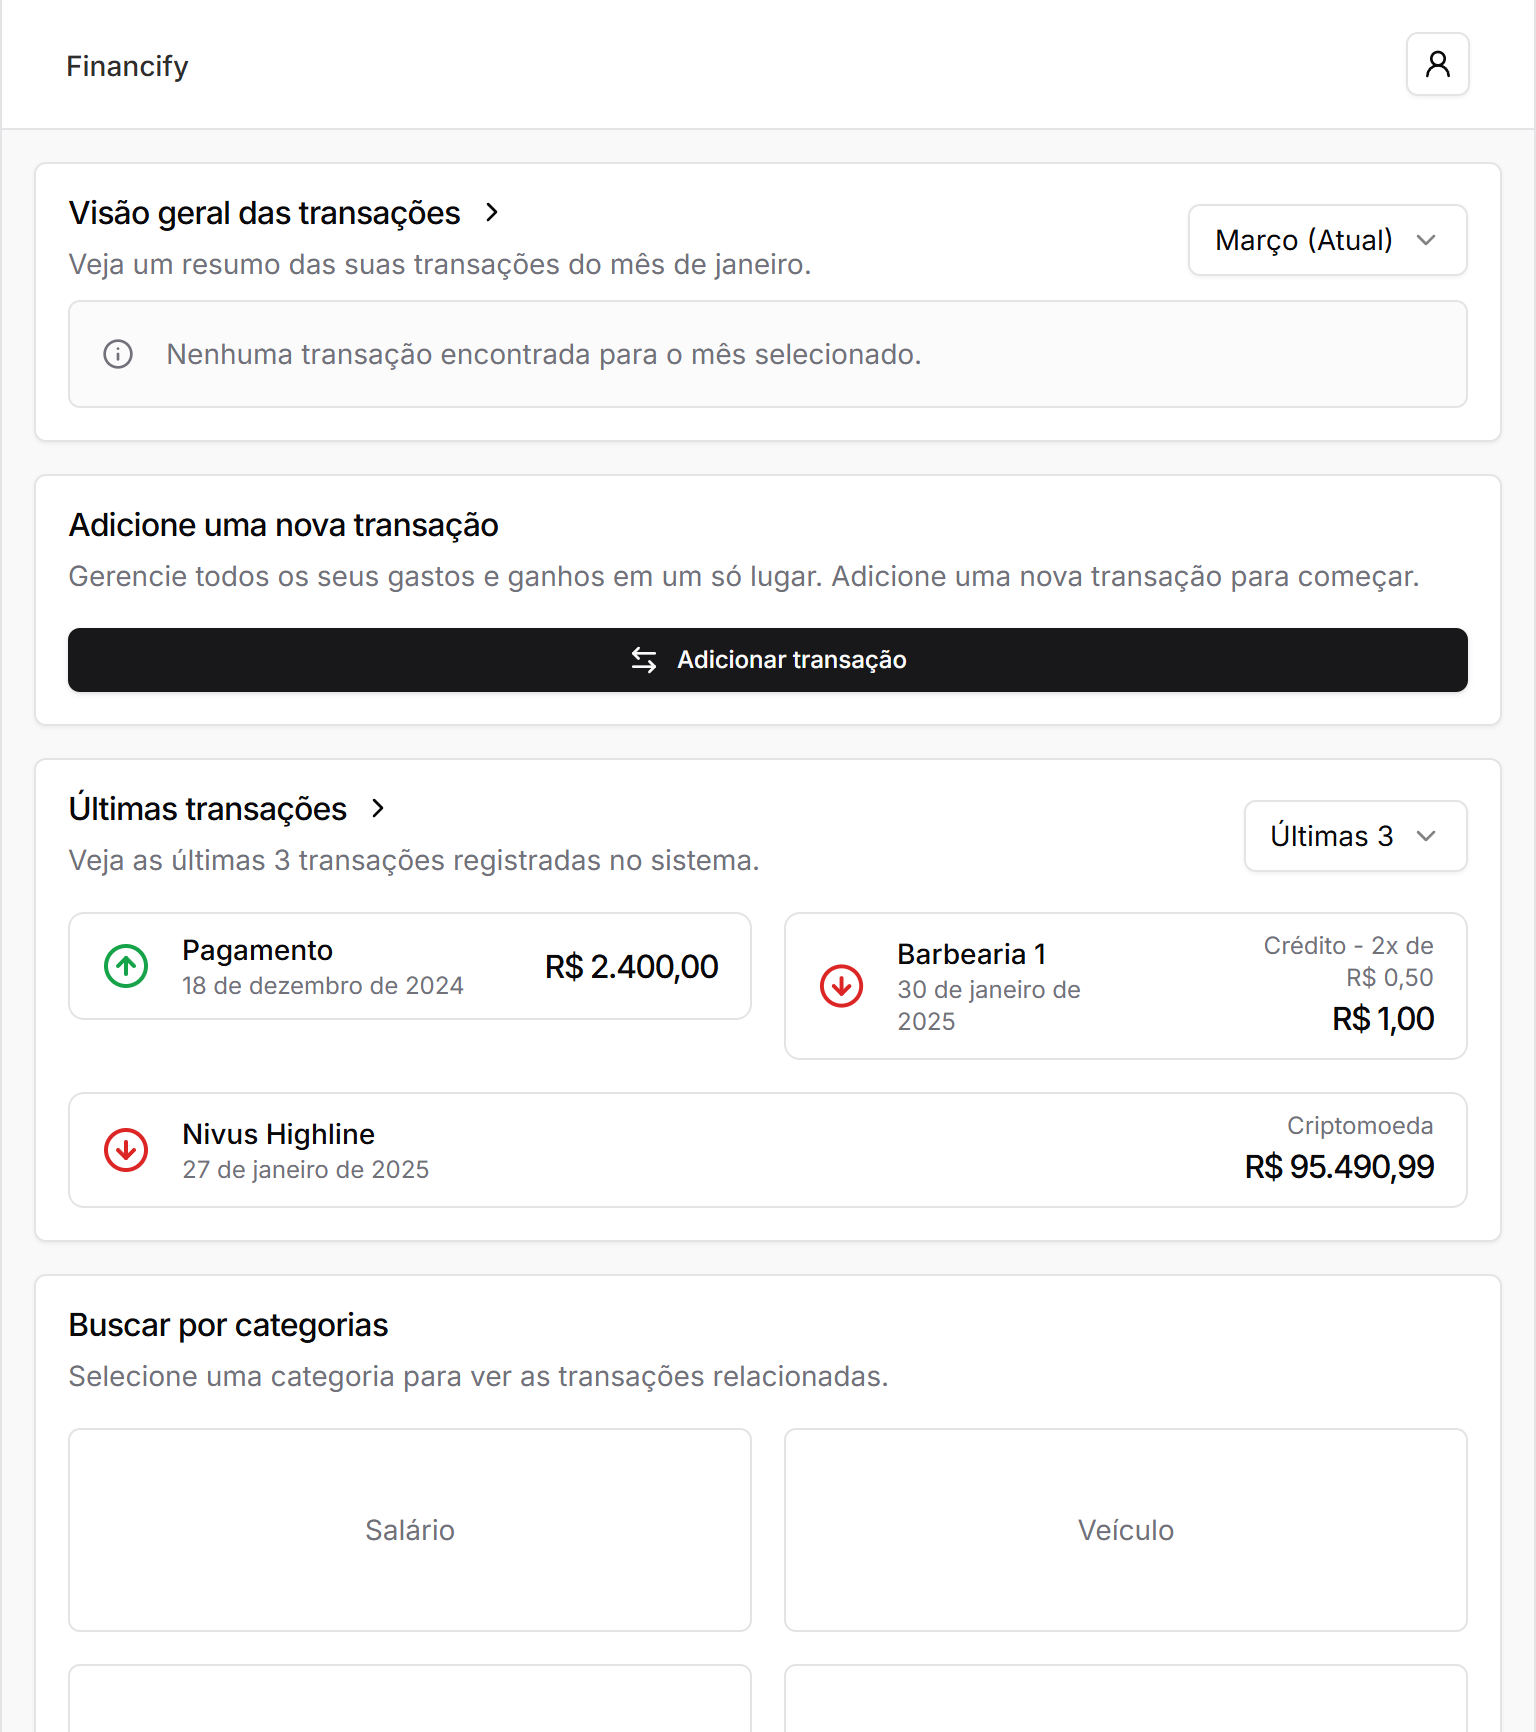 Financify
Visão geral das transações
Veja um resumo das suas transações do mês de janeiro.
Março (Atual)
Nenhuma transação encontrada para o mês selecionado.
Adicione uma nova transação
Gerencie todos os seus gastos e ganhos em um só lugar. Adicione uma nova transação para começar.
Adicionar transação
Últimas transações
Veja as últimas 3 transações registradas no sistema.
Últimas 3
Pagamento
18 de dezembro de 2024
R$ 2.400,00
Barbearia 1
30 de janeiro de
2025
Crédito - 2x de
R$ 0,50
R$ 1,00
Nivus Highline
27 de janeiro de 2025
Criptomoeda
R$ 95.490,99
Buscar por categorias
Selecione uma categoria para ver as transações relacionadas.
Salário
Veículo